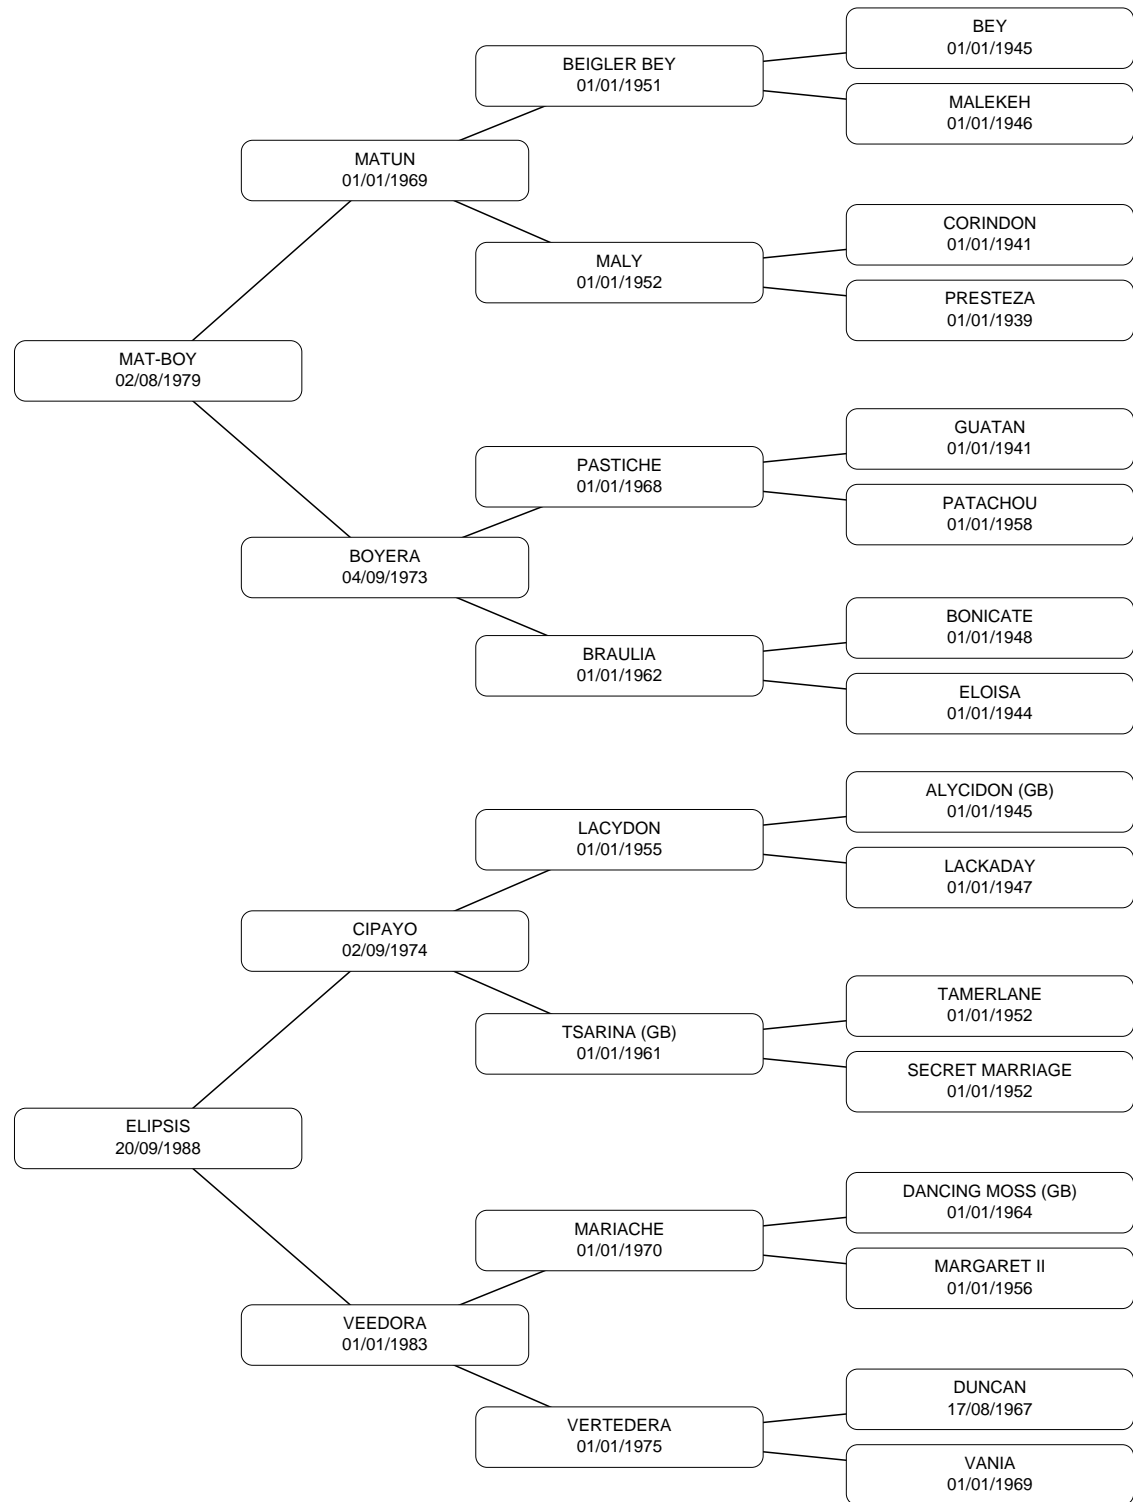 BEY
01/01/1945
BEIGLER BEY
01/01/1951
MALEKEH
01/01/1946
MATUN
01/01/1969
CORINDON
01/01/1941
MALY
01/01/1952
PRESTEZA
01/01/1939
MAT-BOY
02/08/1979
GUATAN
01/01/1941
PASTICHE
01/01/1968
PATACHOU
01/01/1958
BOYERA
04/09/1973
BONICATE
01/01/1948
BRAULIA
01/01/1962
ELOISA
01/01/1944
ALYCIDON (GB)
01/01/1945
LACYDON
01/01/1955
LACKADAY
01/01/1947
CIPAYO
02/09/1974
TAMERLANE
01/01/1952
TSARINA (GB)
01/01/1961
SECRET MARRIAGE
01/01/1952
ELIPSIS
20/09/1988
DANCING MOSS (GB)
01/01/1964
MARIACHE
01/01/1970
MARGARET II
01/01/1956
VEEDORA
01/01/1983
DUNCAN
17/08/1967
VERTEDERA
01/01/1975
VANIA
01/01/1969